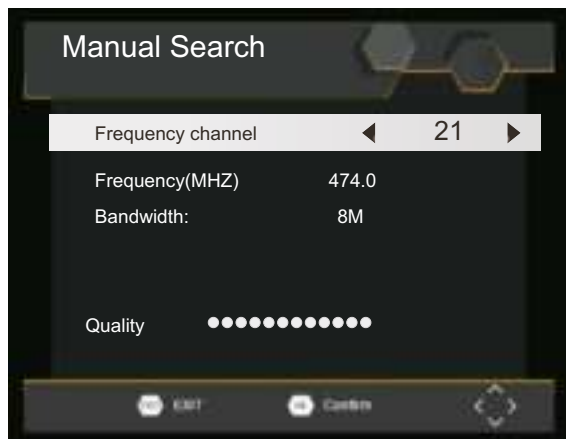 Manual Search
Frequency channel 21
Frequency(MHZ) 474.0
Bandwidth: 8M
Quality
EXIT Confirm